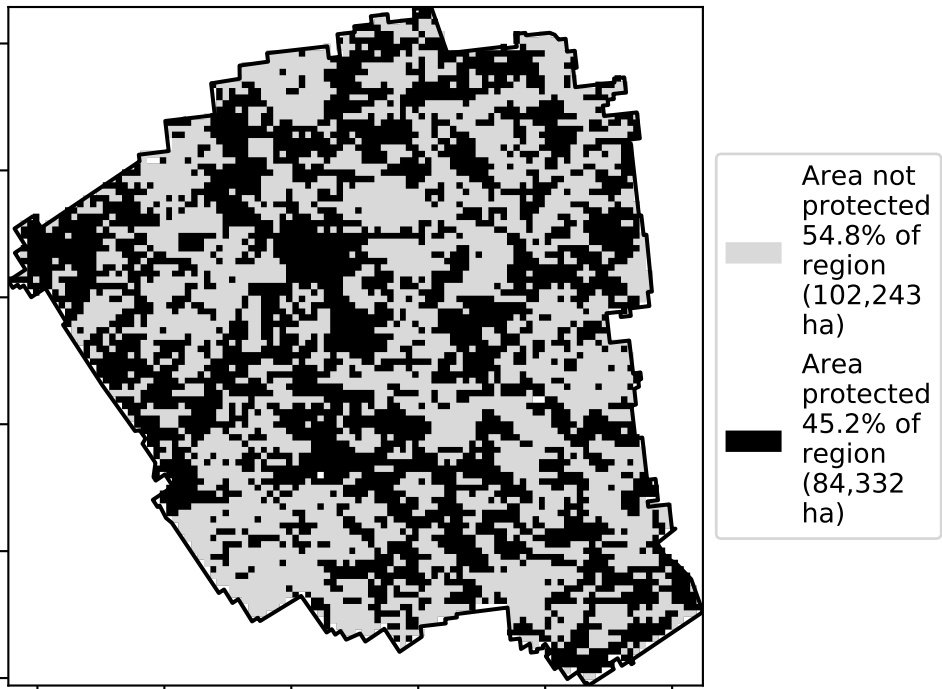 Area not
protected
54.8% of
region
(102,243
ha)
Area
protected
45.2% of
region
(84,332
ha)